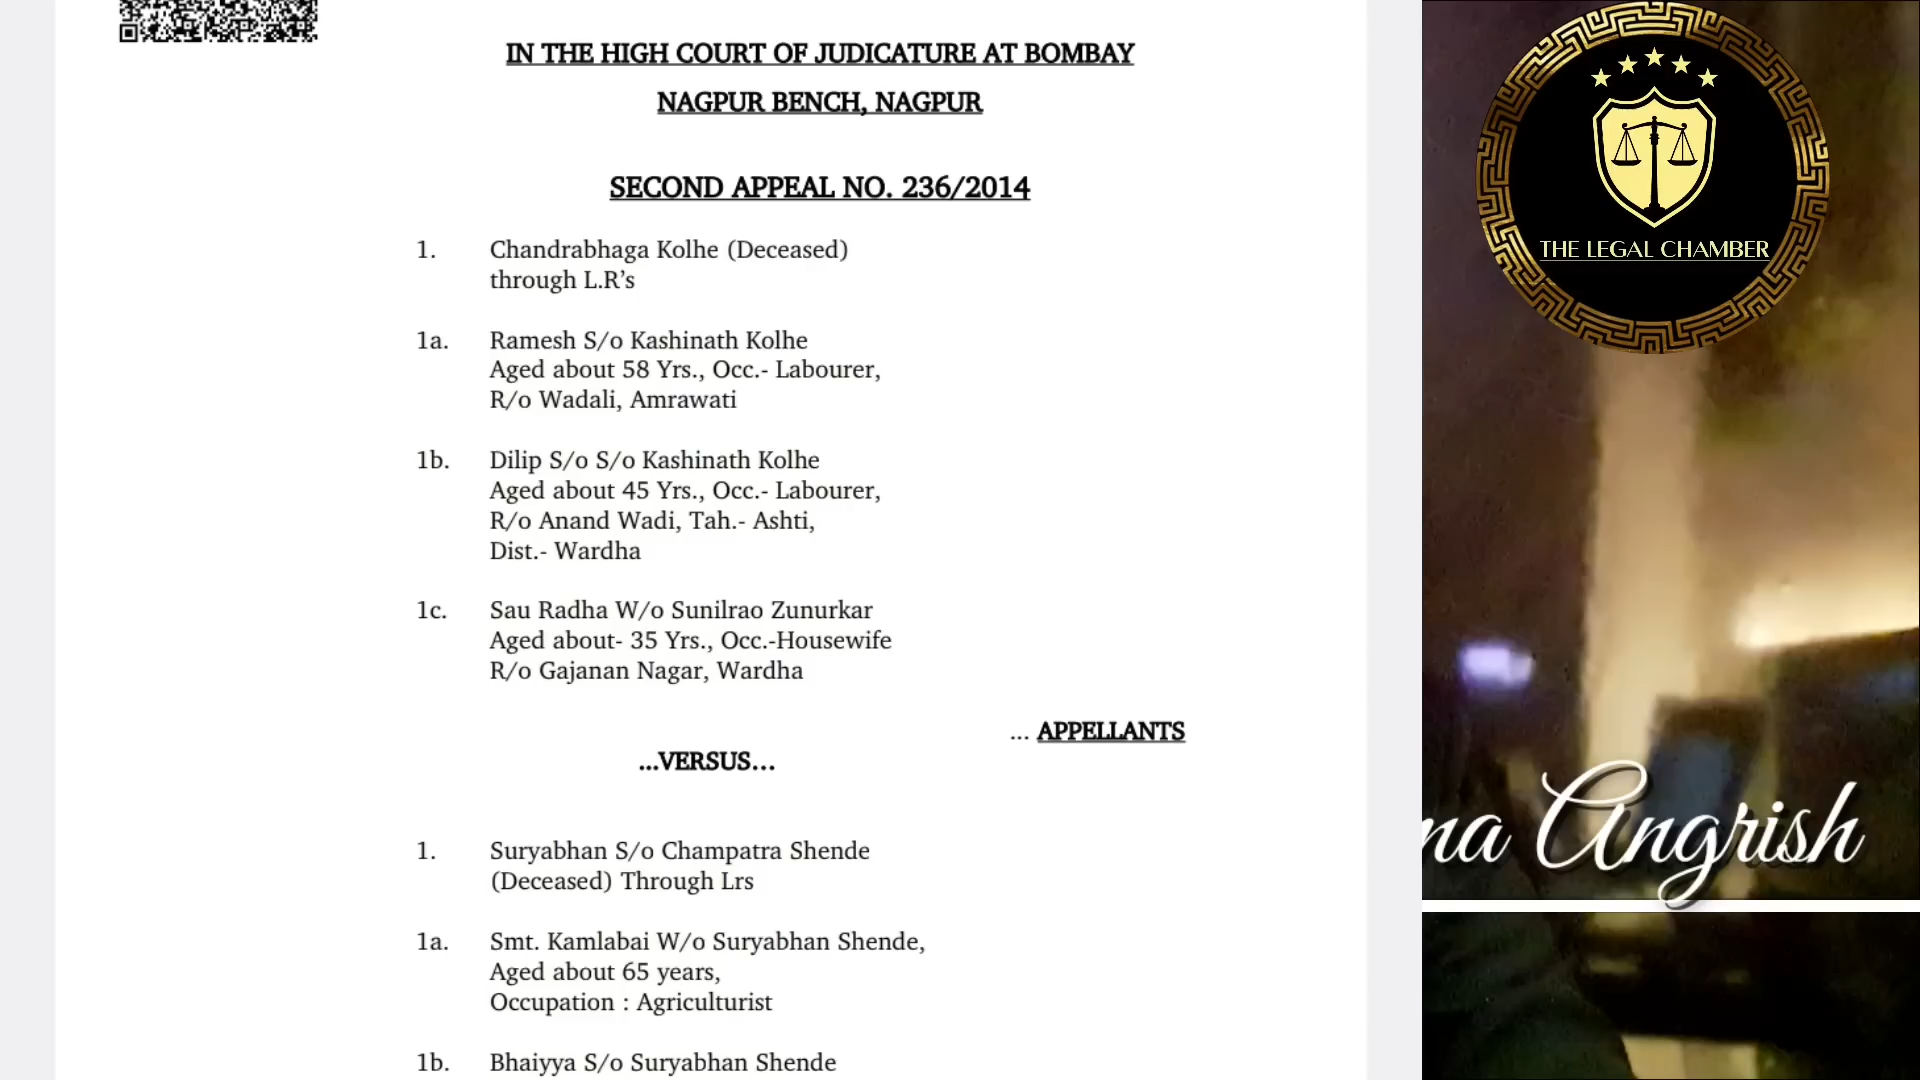 IN THE HIGH COURT OF JUDICATURE AT BOMBAY
NAGPUR BENCH, NAGPUR
SECOND APPEAL NO. 236/2014
1. Chandrabhaga Kolhe (Deceased)
through L.R’s
1a. Ramesh S/o Kashinath Kolhe
Aged about 58 Yrs., Occ.- Labourer,
R/o Wadali, Amrawati
1b. Dilip S/o S/o Kashinath Kolhe
Aged about 45 Yrs., Occ.- Labourer,
R/o Anand Wadi, Tah.- Ashti,
Dist.- Wardha
1c. Sau Radha W/o Sunilrao Zunurkar
Aged about- 35 Yrs., Occ.-Housewife
R/o Gajanan Nagar, Wardha
... APPELLANTS
...VERSUS...
1. Suryabhan S/o Champatra Shende
(Deceased) Through Lrs
1a. Smt. Kamlabai W/o Suryabhan Shende,
Aged about 65 years,
Occupation : Agriculturist
1b. Bhaiyya S/o Suryabhan Shende
THE LEGAL CHAMBER
na Angrish